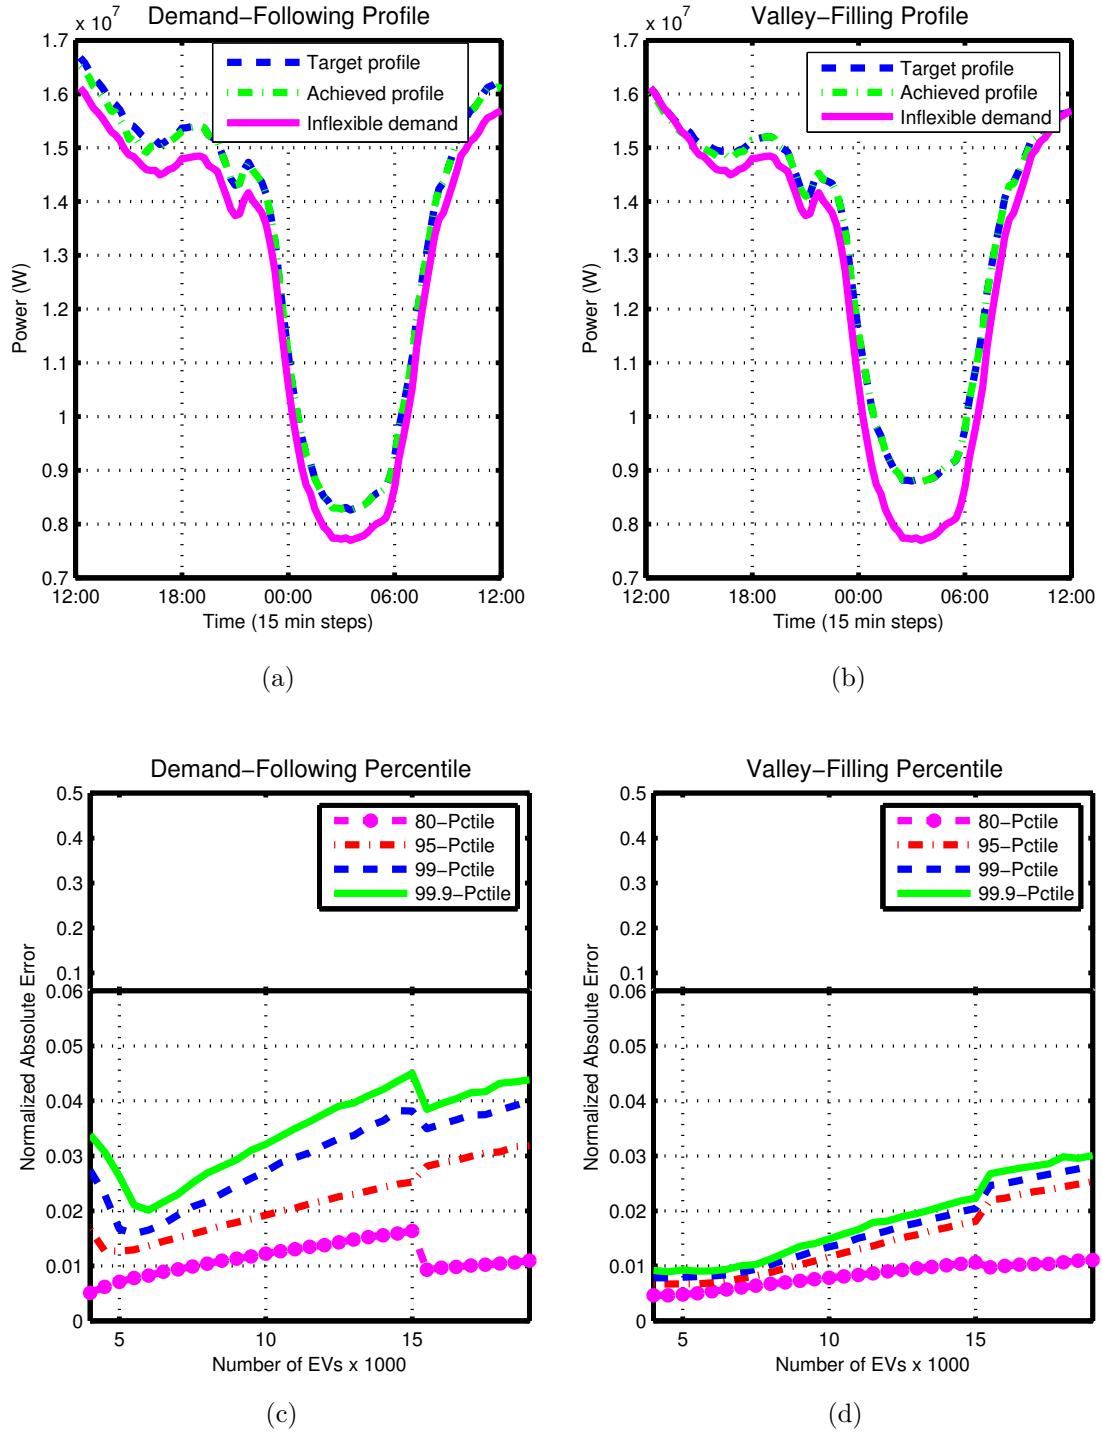 Demand−Following Profile
x 10^7
1.7
1.6
1.5
1.4
1.3
1.2
1.1
1
0.9
0.8
0.7
Power (W)
Target profile
Achieved profile
Inflexible demand
12:00 18:00 00:00 06:00 12:00
Time (15 min steps)
(a)
Valley−Filling Profile
x 10^7
1.7
1.6
1.5
1.4
1.3
1.2
1.1
1
0.9
0.8
0.7
Power (W)
Target profile
Achieved profile
Inflexible demand
12:00 18:00 00:00 06:00 12:00
Time (15 min steps)
(b)
Demand−Following Percentile
0.5
0.4
0.3
0.2
0.1
0.06
0.05
0.04
0.03
0.02
0.01
0
Normalized Absolute Error
80−Pctile
95−Pctile
99−Pctile
99.9−Pctile
5 10 15
Number of EVs x 1000
(c)
Valley−Filling Percentile
0.5
0.4
0.3
0.2
0.1
0.06
0.05
0.04
0.03
0.02
0.01
0
Normalized Absolute Error
80−Pctile
95−Pctile
99−Pctile
99.9−Pctile
5 10 15
Number of EVs x 1000
(d)